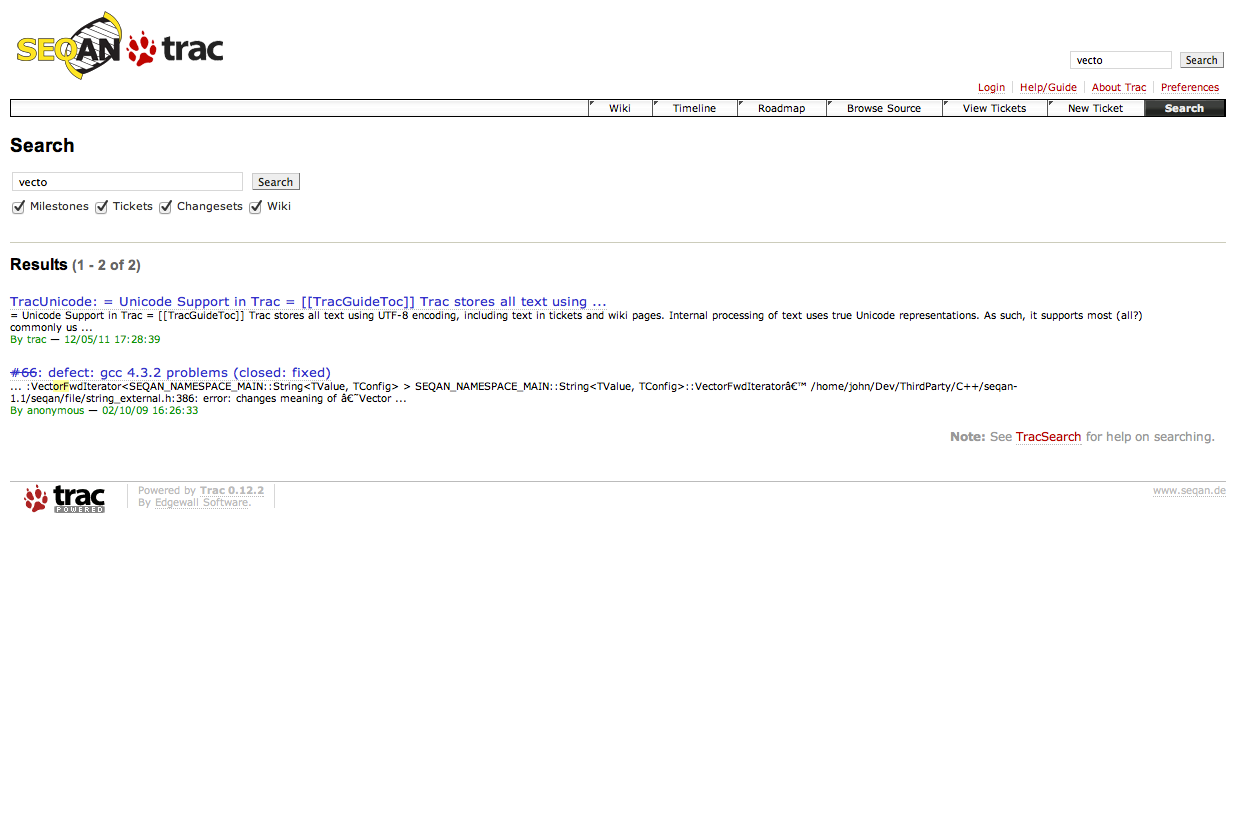 SEQAN trac
vecto Search
Login Help/Guide About Trac Preferences
Wiki Timeline Roadmap Browse Source View Tickets New Ticket Search
Search
vecto Search
Milestones Tickets Changesets Wiki
Results (1 - 2 of 2)
TracUnicode: = Unicode Support in Trac = [[TracGuideToc]] Trac stores all text using ...
= Unicode Support in Trac = [[TracGuideToc]] Trac stores all text using UTF-8 encoding, including text in tickets and wiki pages. Internal processing of text uses true Unicode representations. As such, it supports most (all?)
commonly us ...
By trac — 12/05/11 17:28:39
#66: defect: gcc 4.3.2 problems (closed: fixed)
... :VectorFwdIterator<SEQAN_NAMESPACE_MAIN::String<TValue, TConfig> > SEQAN_NAMESPACE_MAIN::String<TValue, TConfig>::VectorFwdIteratorâ€™ /home/john/Dev/ThirdParty/C++/seqan-
1.1/seqan/file/string_external.h:386: error: changes meaning of â€˜Vector ...
By anonymous — 02/10/09 16:26:33
Note: See TracSearch for help on searching.
trac POWERED
Powered by Trac 0.12.2
By Edgewall Software.
www.seqan.de